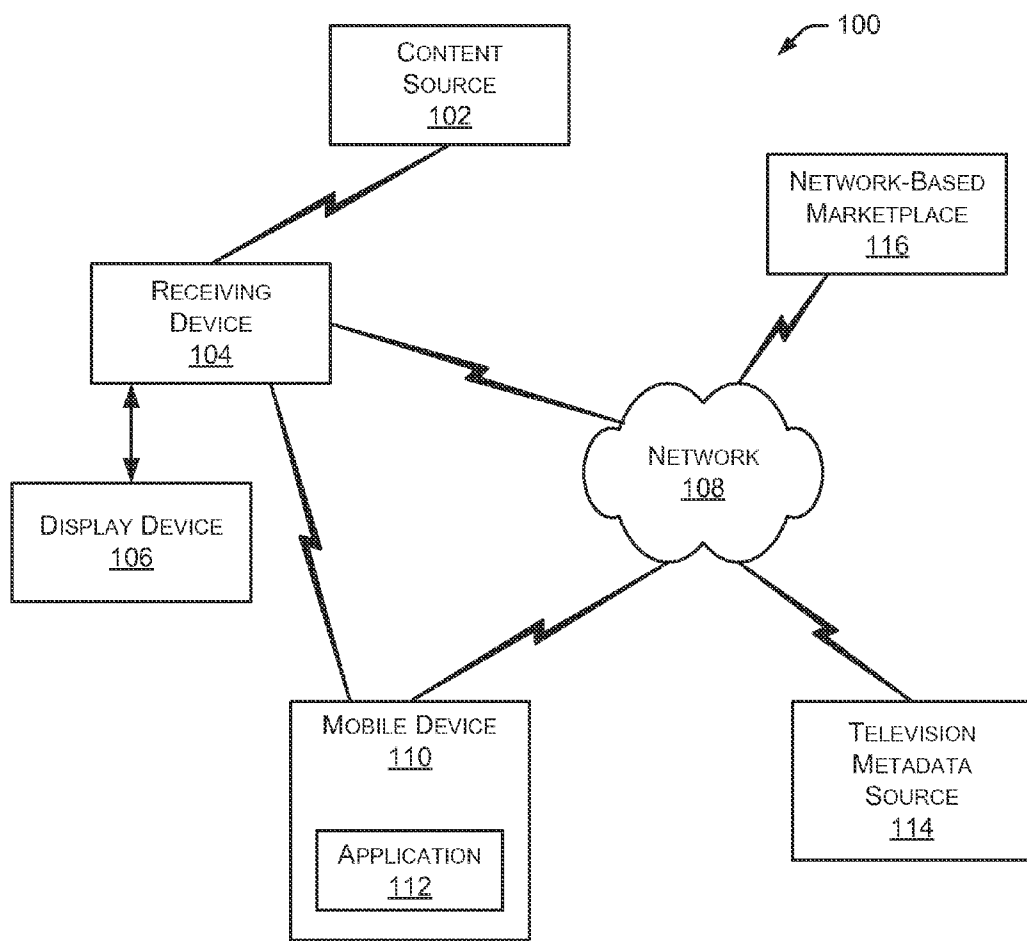 100
CONTENT
SOURCE
102
NETWORK-BASED
MARKETPLACE
116
RECEIVING
DEVICE
104
NETWORK
108
DISPLAY DEVICE
106
MOBILE DEVICE
110
APPLICATION
112
TELEVISION
METADATA
SOURCE
114